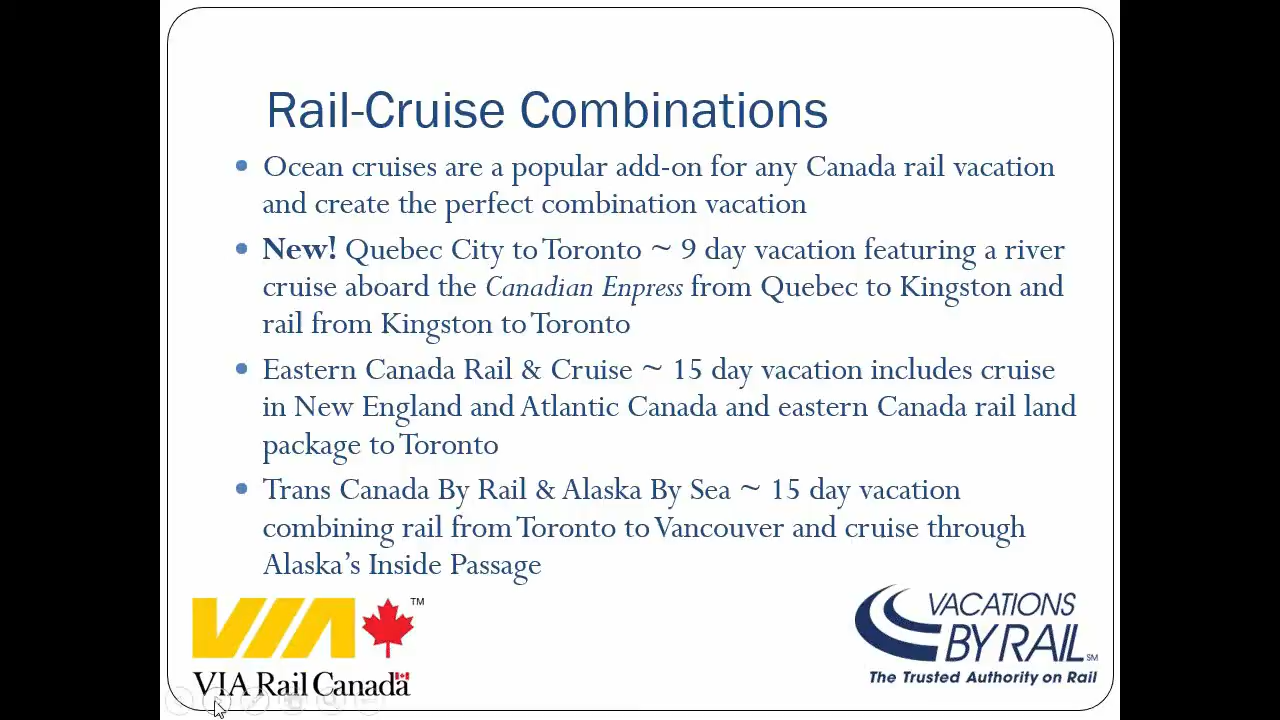 Rail-Cruise Combinations
• Ocean cruises are a popular add-on for any Canada rail vacation
and create the perfect combination vacation
• New! Quebec City to Toronto ~ 9 day vacation featuring a river
cruise aboard the Canadian Enpress from Quebec to Kingston and
rail from Kingston to Toronto
• Eastern Canada Rail & Cruise ~ 15 day vacation includes cruise
in New England and Atlantic Canada and eastern Canada rail land
package to Toronto
• Trans Canada By Rail & Alaska By Sea ~ 15 day vacation
combining rail from Toronto to Vancouver and cruise through
Alaska’s Inside Passage
VIA TM
VIA Rail Canada
VACATIONS
BY RAIL SM
The Trusted Authority on Rail